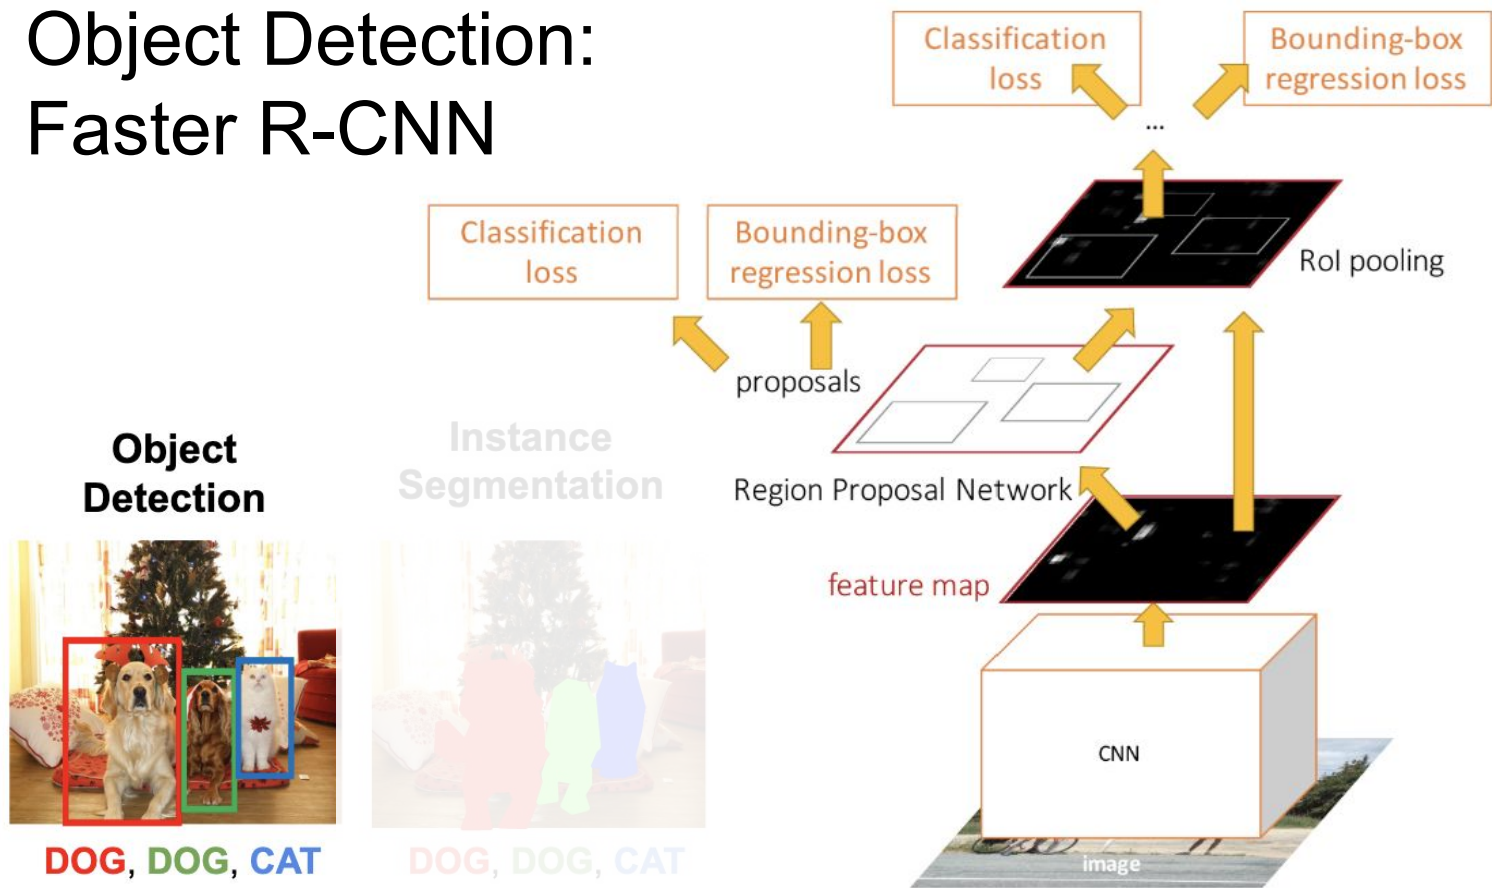 Object Detection:
Faster R-CNN
Classification
loss
Bounding-box
regression loss
...
RoI pooling
Classification
loss
Bounding-box
regression loss
proposals
Region Proposal Network
feature map
CNN
image
Object
Detection
DOG, DOG, CAT
Instance
Segmentation
DOG, DOG, CAT